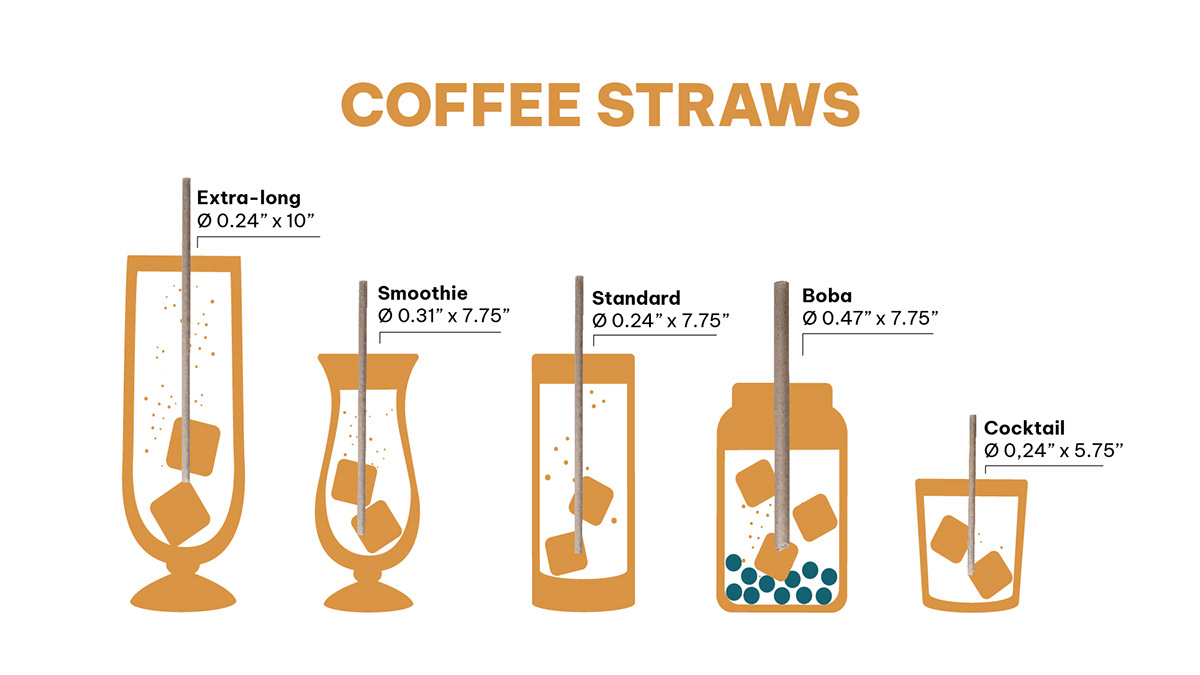 COFFEE STRAWS
Extra-long
Ø 0.24” x 10”
Smoothie
Ø 0.31” x 7.75”
Standard
Ø 0.24” x 7.75”
Boba
Ø 0.47” x 7.75”
Cocktail
Ø 0,24” x 5.75”